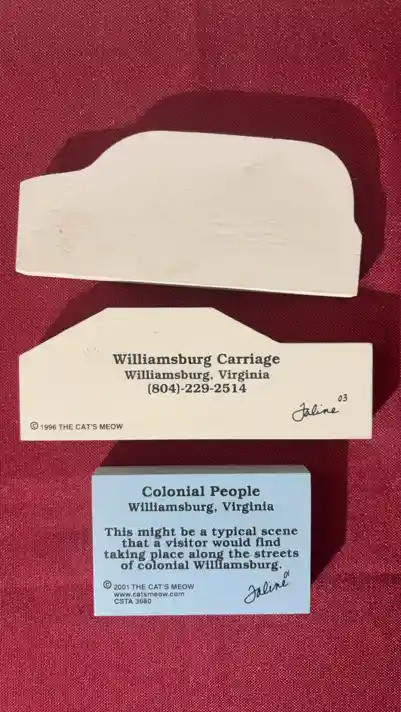 Williamsburg Carriage
Williamsburg, Virginia
(804)-229-2514
Faline 03
© 1996 THE CAT'S MEOW
Colonial People
Williamsburg, Virginia
This might be a typical scene
that a visitor would find
taking place along the streets
of colonial Williamsburg.
© 2001 THE CAT'S MEOW
www.catsmeow.com
CSTA 3680
Faline 01